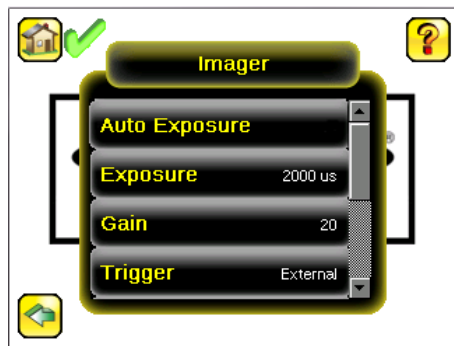 Imager
Auto Exposure
Exposure 2000 us
Gain 20
Trigger External
?
®